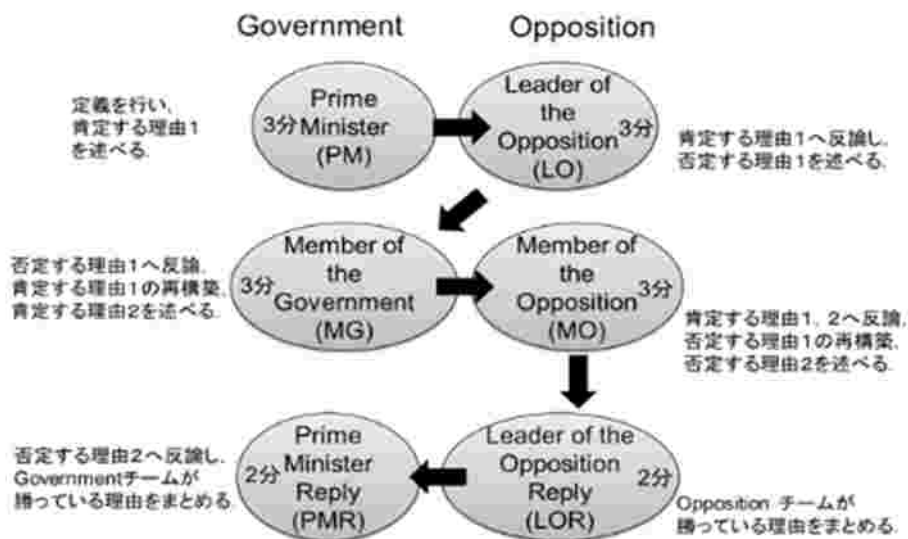 Government
Opposition
定義を行い、
肯定する理由1
を述べる.
3分
Prime
Minister
(PM)
Leader of
the
Opposition
(LO)
3分
肯定する理由1へ反論し,
否定する理由1を述べる.
否定する理由1へ反論,
肯定する理由1の再構築,
肯定する理由2を述べる.
3分
Member of
the
Government
(MG)
Member of
the
Opposition
(MO)
3分
肯定する理由1, 2へ反論,
否定する理由1の再構築,
否定する理由2を述べる.
否定する理由2へ反論し,
Governmentチームが
勝っている理由をまとめる.
2分
Prime
Minister
Reply
(PMR)
Leader of the
Opposition
Reply
(LOR)
2分
Opposition チームが
勝っている理由をまとめる.